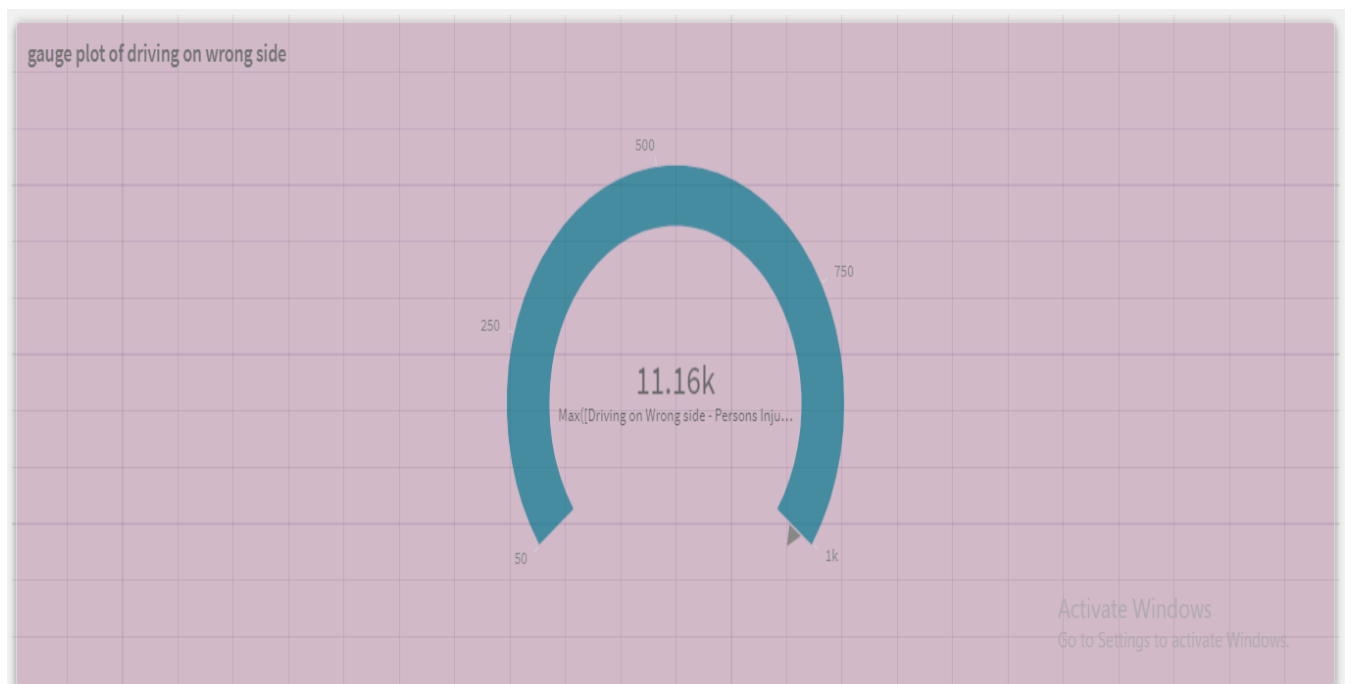 gauge plot of driving on wrong side
500
750
250
11.16k
Max([Driving on Wrong side - Persons Inju...
50
1k
Activate Windows
Go to Settings to activate Windows.